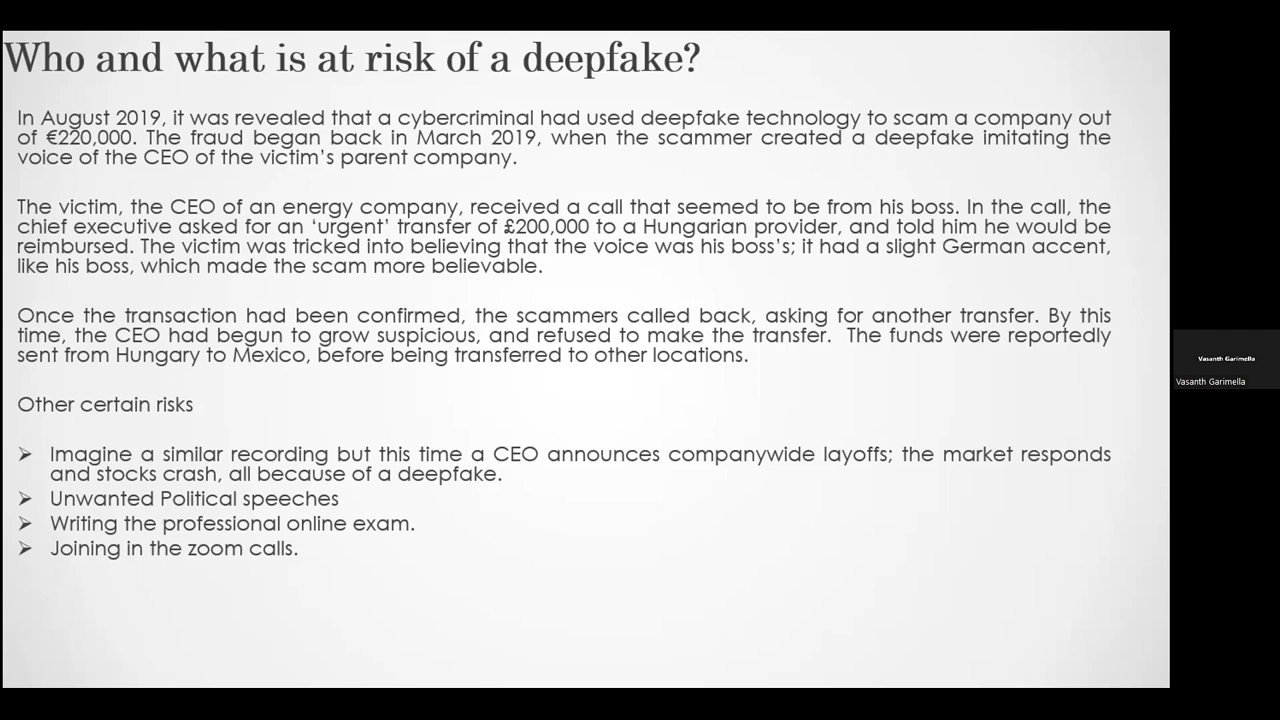 Who and what is at risk of a deepfake?
In August 2019, it was revealed that a cybercriminal had used deepfake technology to scam a company out
of €220,000. The fraud began back in March 2019, when the scammer created a deepfake imitating the
voice of the CEO of the victim's parent company.
The victim, the CEO of an energy company, received a call that seemed to be from his boss. In the call, the
chief executive asked for an ‘urgent’ transfer of £200,000 to a Hungarian provider, and told him he would be
reimbursed. The victim was tricked into believing that the voice was his boss's; it had a slight German accent,
like his boss, which made the scam more believable.
Once the transaction had been confirmed, the scammers called back, asking for another transfer. By this
time, the CEO had begun to grow suspicious, and refused to make the transfer. The funds were reportedly
sent from Hungary to Mexico, before being transferred to other locations.
Other certain risks
➢ Imagine a similar recording but this time a CEO announces companywide layoffs; the market responds
and stocks crash, all because of a deepfake.
➢ Unwanted Political speeches
➢ Writing the professional online exam.
➢ Joining in the zoom calls.
Vasanth Garimella
Vasanth Garimella